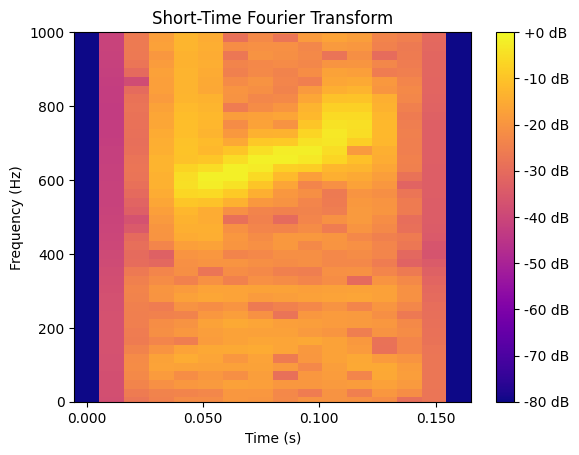 Short-Time Fourier Transform
1000
800
600
400
200
0
Frequency (Hz)
0.000
0.050
0.100
0.150
Time (s)
+0 dB
-10 dB
-20 dB
-30 dB
-40 dB
-50 dB
-60 dB
-70 dB
-80 dB